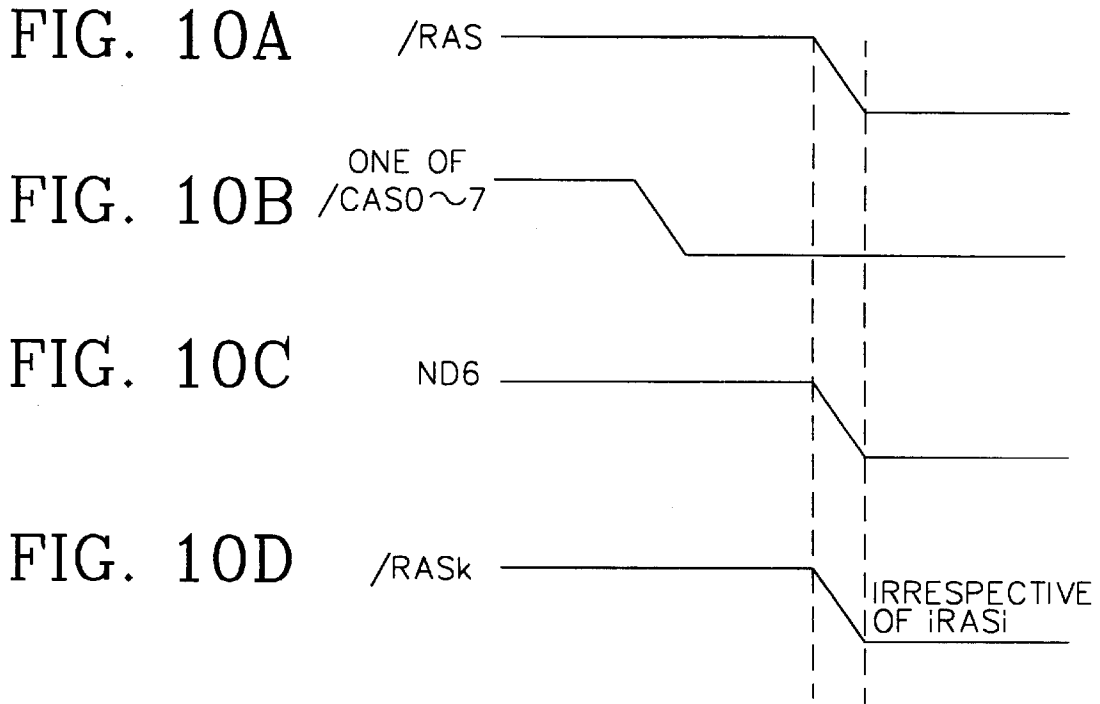 FIG. 10A
/RAS
FIG. 10B
ONE OF
/CAS0～7
FIG. 10C
ND6
FIG. 10D
/RASk
IRRESPECTIVE
OF iRASi